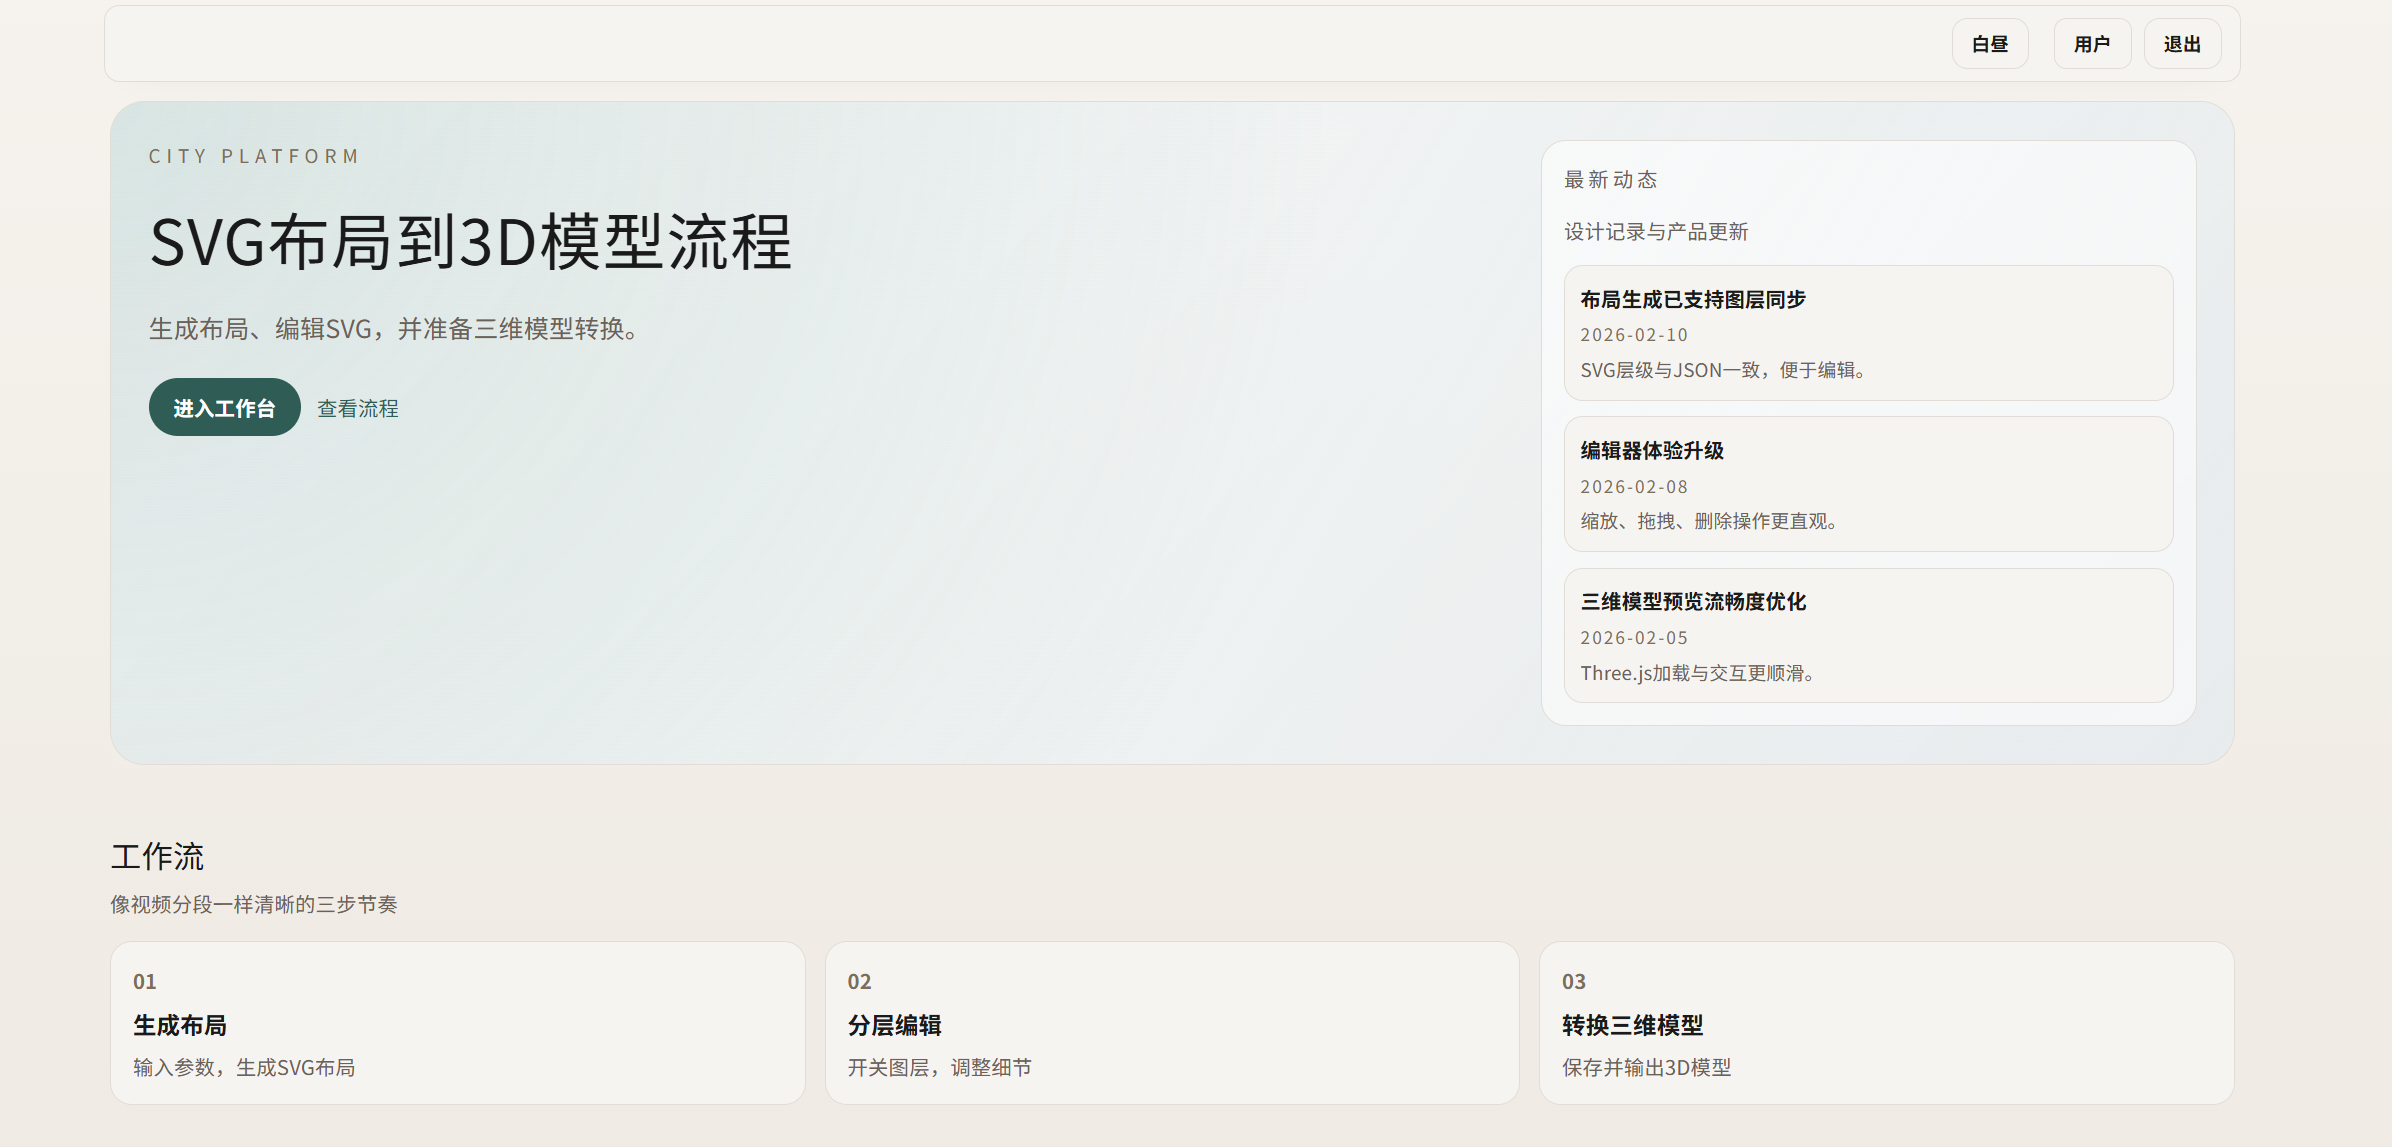 白昼
用户
退出
CITY PLATFORM
SVG布局到3D模型流程
生成布局、编辑SVG，并准备三维模型转换。
进入工作台
查看流程
最新动态
设计记录与产品更新
布局生成已支持图层同步
2026-02-10
SVG层级与JSON一致，便于编辑。
编辑器体验升级
2026-02-08
缩放、拖拽、删除操作更直观。
三维模型预览流畅度优化
2026-02-05
Three.js加载与交互更顺滑。
工作流
像视频分段一样清晰的三步节奏
01
生成布局
输入参数，生成SVG布局
02
分层编辑
开关图层，调整细节
03
转换三维模型
保存并输出3D模型